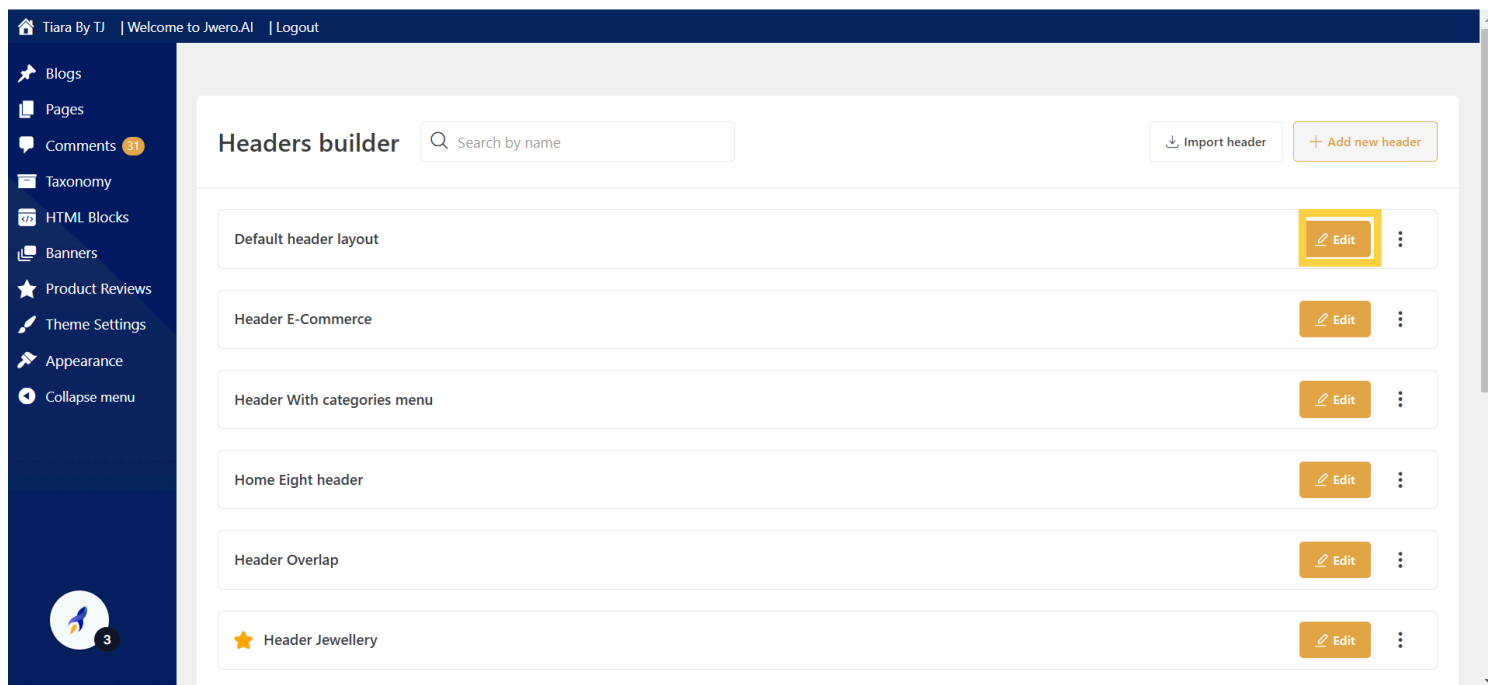 Tiara By TJ | Welcome to Jwero.AI | Logout
Blogs
Pages
Comments 31
Taxonomy
HTML Blocks
Banners
Product Reviews
Theme Settings
Appearance
Collapse menu
3
Headers builder Search by name Import header + Add new header
Default header layout Edit
Header E-Commerce Edit
Header With categories menu Edit
Home Eight header Edit
Header Overlap Edit
Header Jewellery Edit